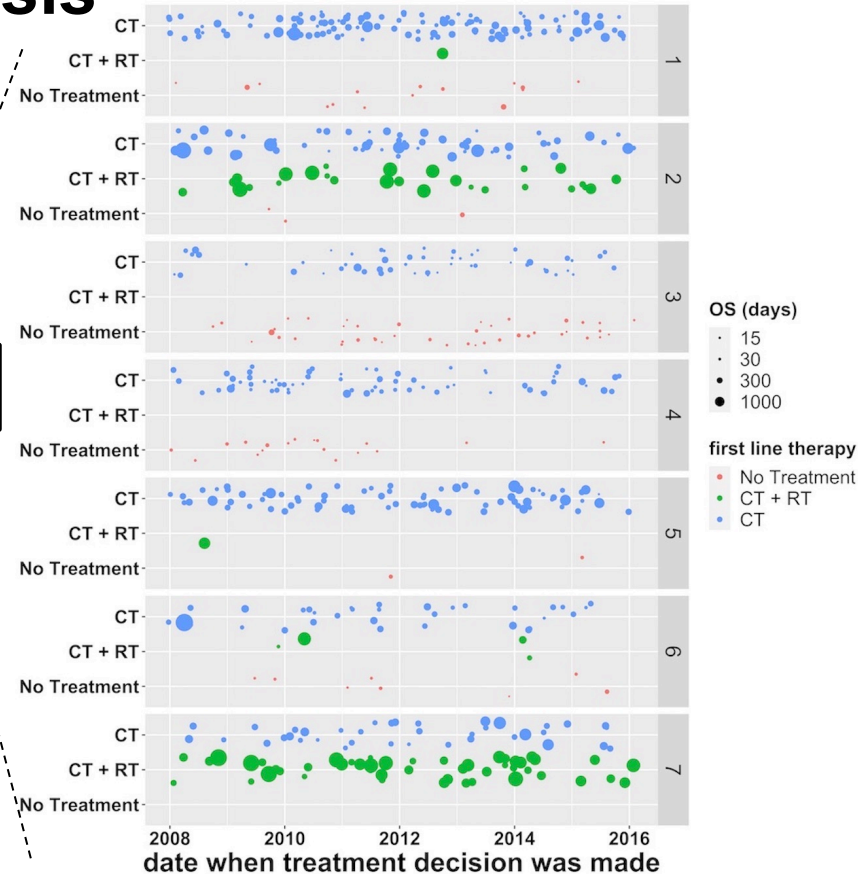 sis
CT
CT + RT
No Treatment
1
CT
CT + RT
No Treatment
2
CT
CT + RT
No Treatment
3
CT
CT + RT
No Treatment
4
CT
CT + RT
No Treatment
5
CT
CT + RT
No Treatment
6
CT
CT + RT
No Treatment
7
2008 2010 2012 2014 2016
date when treatment decision was made
OS (days)
15
30
300
1000
first line therapy
No Treatment
CT + RT
CT